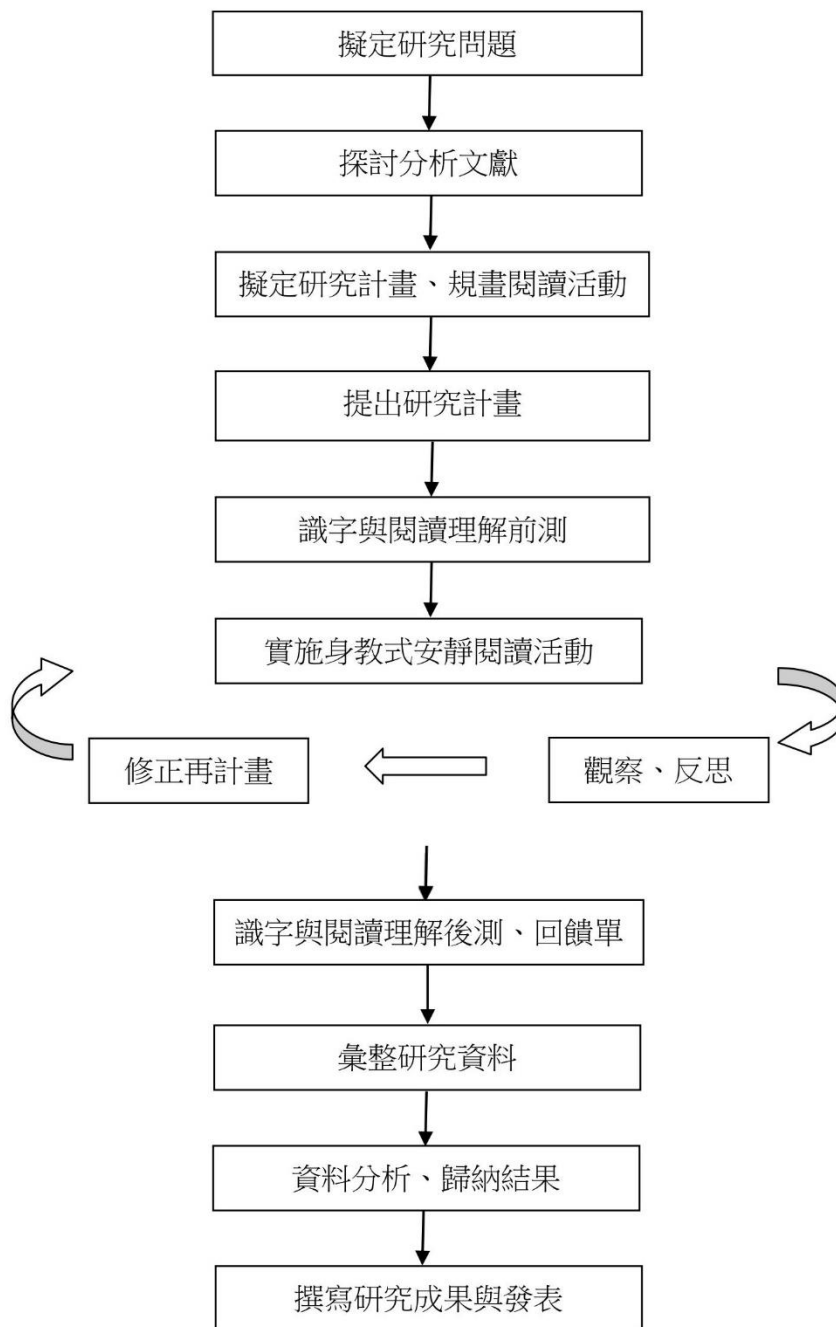 擬定研究問題
探討分析文獻
擬定研究計畫、規畫閱讀活動
提出研究計畫
識字與閱讀理解前測
實施身教式安靜閱讀活動
修正再計畫
觀察、反思
識字與閱讀理解後測、回饋單
彙整研究資料
資料分析、歸納結果
撰寫研究成果與發表